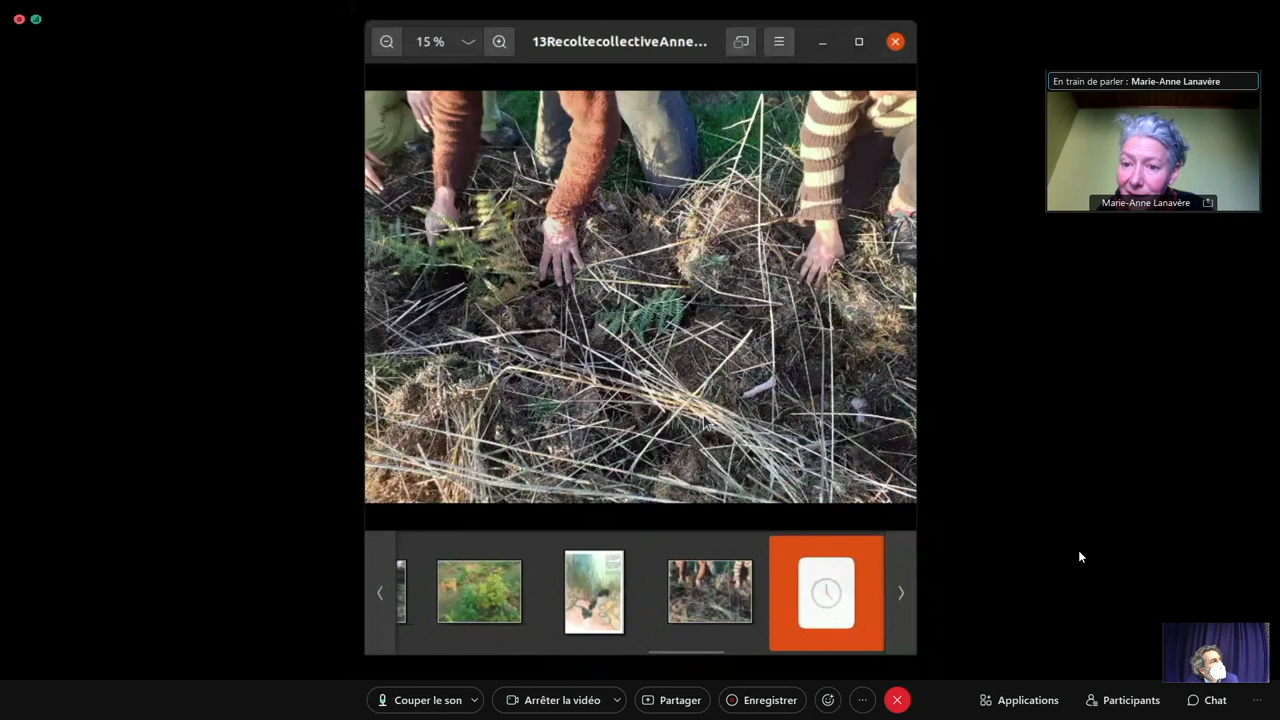 15 %
13RecoltecollectiveAnne...
En train de parler : Marie-Anne Lanavère
Marie-Anne Lanavère
Couper le son
Arrêter la vidéo
Partager
Enregistrer
Applications
Participants
Chat